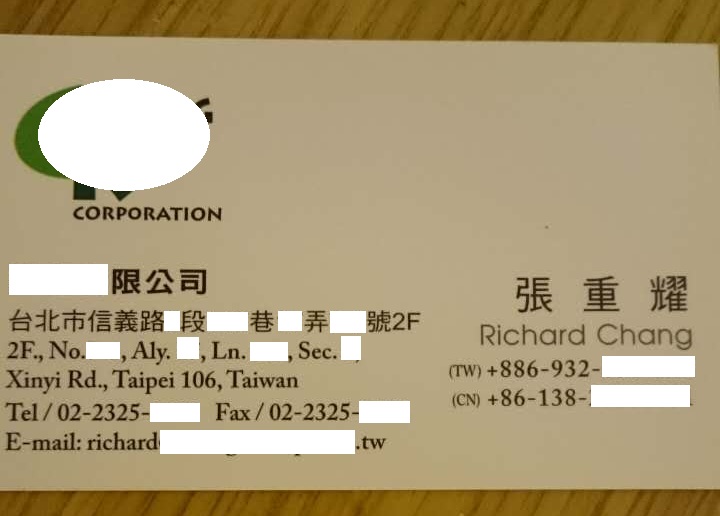 CORPORATION
限公司
張 重 耀
Richard Chang
台北市信義路 段 巷 弄 號2F
2F., No. , Aly. , Ln. , Sec. ,
Xinyi Rd., Taipei 106, Taiwan
(TW) +886-932-
(CN) +86-138-
Tel / 02-2325- Fax / 02-2325-
E-mail: richard .tw